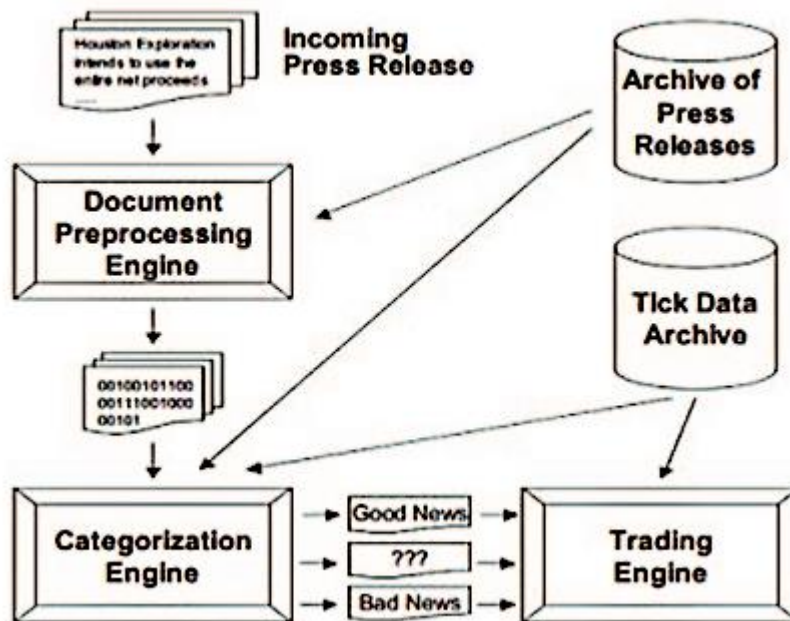 Houston Exploration
intends to use the
entire net proceeds
.....
Incoming
Press Release
Archive of
Press
Releases
Document
Preprocessing
Engine
Tick Data
Archive
00100101100
00111001000
00101
Categorization
Engine
Good News
???
Bad News
Trading
Engine